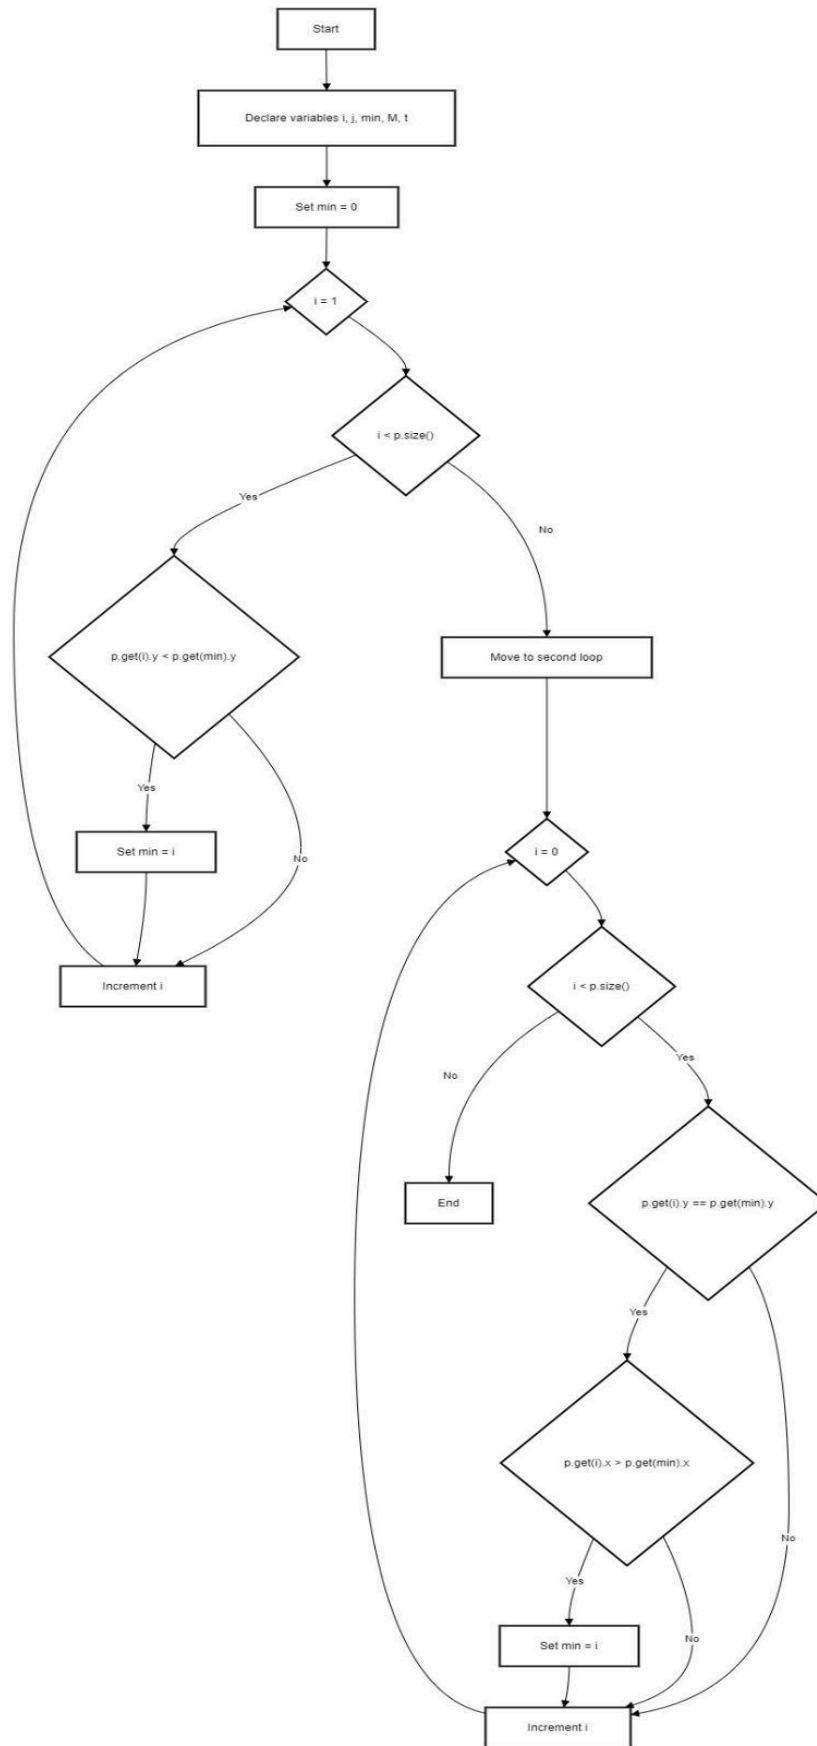 Start
Declare variables i, j, min, M, t
Set min = 0
i = 1
i < p.size()
Yes
No
p.get(i).y < p.get(min).y
Move to second loop
Yes
Set min = i
No
i = 0
Increment i
i < p.size()
No
Yes
End
p.get(i).y == p.get(min).y
Yes
p.get(i).x > p.get(min).x
No
Yes
Set min = i
No
Increment i